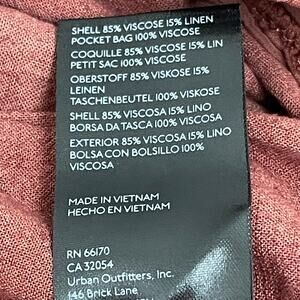 SHELL 85% VISCOSE 15% LINEN
POCKET BAG 100% VISCOSE
COQUILLE 85% VISCOSE 15% LIN
PETIT SAC 100% VISCOSE
OBERSTOFF 85% VISKOSE 15%
LEINEN
TASCHENBEUTEL 100% VISKOSE
SHELL 85% VISCOSA 15% LINO
BORSA DA TASCA 100% VISCOSA
EXTERIOR 85% VISCOSA 15% LINO
BOLSA CON BOLSILLO 100%
VISCOSA
MADE IN VIETNAM
HECHO EN VIETNAM
RN 66170
CA 32054
Urban Outfitters, Inc.
146 Brick Lane